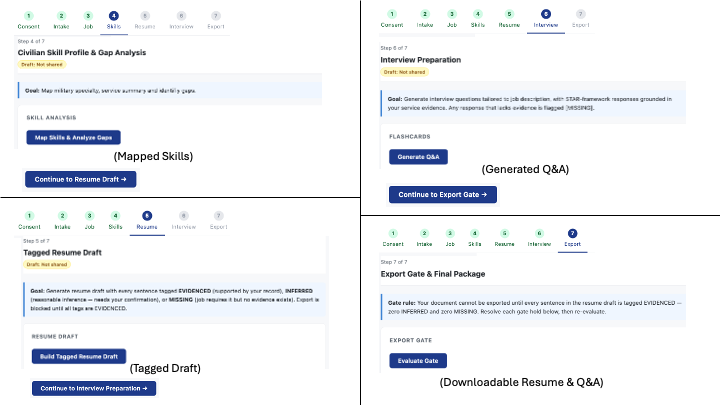 1 2 3 4 5 6 7
Consent Intake Job Skills Resume Interview Export
Step 4 of 7
Civilian Skill Profile & Gap Analysis
Draft: Not shared
Goal: Map military specialty, service summary and identify gaps.
SKILL ANALYSIS
Map Skills & Analyze Gaps
(Mapped Skills)
Continue to Resume Draft →
1 2 3 4 5 6 7
Consent Intake Job Skills Resume Interview Export
Step 6 of 7
Interview Preparation
Draft: Not shared
Goal: Generate interview questions tailored to job description, with STAR-framework responses grounded in
your service evidence. Any response that lacks evidence is flagged [MISSING].
FLASHCARDS
Generate Q&A
(Generated Q&A)
Continue to Export Gate →
1 2 3 4 5 6 7
Consent Intake Job Skills Resume Interview Export
Step 5 of 7
Tagged Resume Draft
Draft: Not shared
Goal: Generate resume draft with every sentence tagged EVIDENCED (supported by your record), INFERRED
(reasonable inference — needs your confirmation), or MISSING (job requires it but no evidence exists). Export is
blocked until all tags are EVIDENCED.
RESUME DRAFT
Build Tagged Resume Draft
(Tagged Draft)
Continue to Interview Preparation →
1 2 3 4 5 6 7
Consent Intake Job Skills Resume Interview Export
Step 7 of 7
Export Gate & Final Package
Gate rule: Your document cannot be exported until every sentence in the resume draft is tagged EVIDENCED —
zero INFERRED and zero MISSING. Resolve each gate hold below, then re-evaluate.
EXPORT GATE
Evaluate Gate
(Downloadable Resume & Q&A)